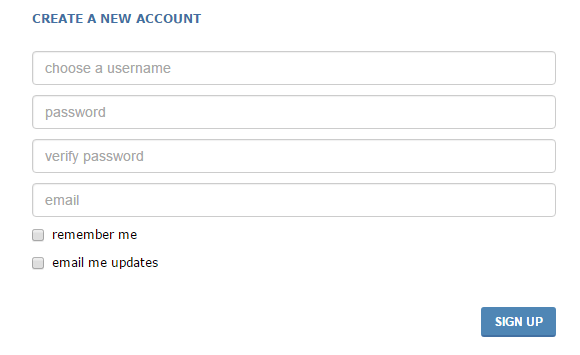 CREATE A NEW ACCOUNT
choose a username
password
verify password
email
remember me
email me updates
SIGN UP